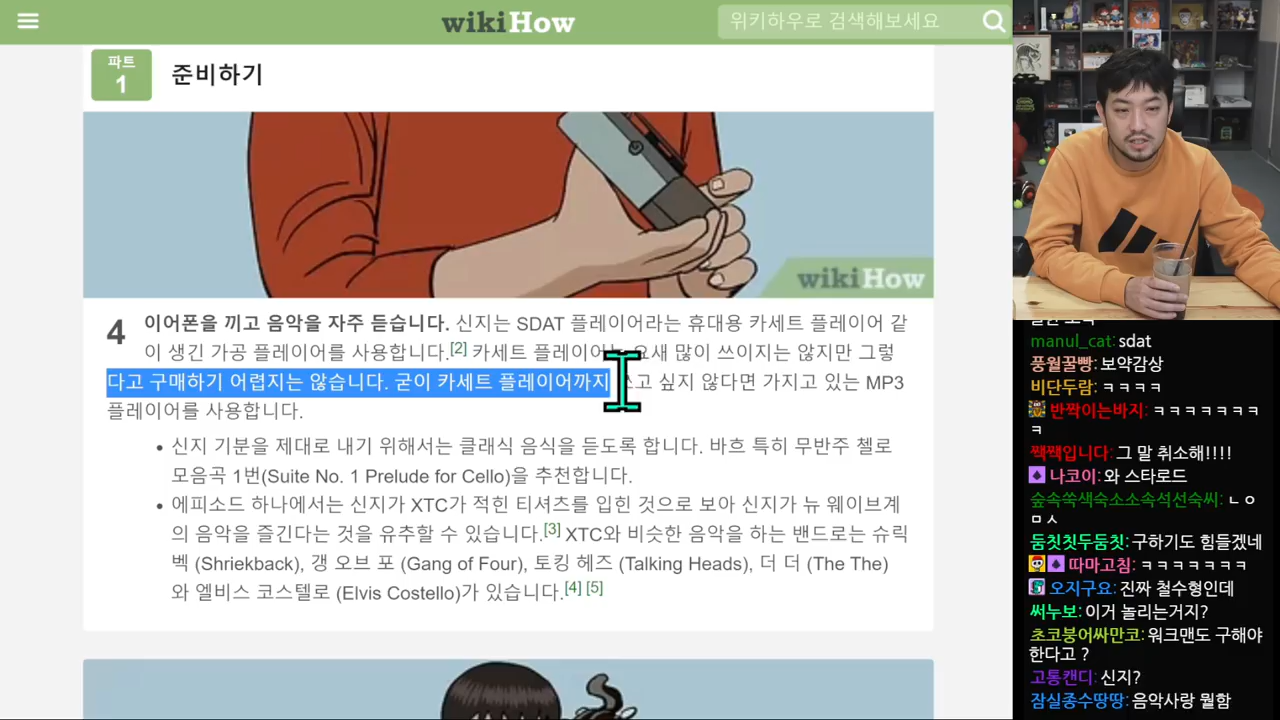 wikiHow
위키하우로 검색해보세요
파트
1
준비하기
wikiHow
4
이어폰을 끼고 음악을 자주 듣습니다. 신지는 SDAT 플레이어라는 휴대용 카세트 플레이어 같
이 생긴 가공 플레이어를 사용합니다.[2] 카세트 플레이어는 요새 많이 쓰이지는 않지만 그렇
다고 구매하기 어렵지는 않습니다. 굳이 카세트 플레이어까지 쓰고 싶지 않다면 가지고 있는 MP3
플레이어를 사용합니다.
• 신지 기분을 제대로 내기 위해서는 클래식 음식을 듣도록 합니다. 바흐 특히 무반주 첼로
모음곡 1번(Suite No. 1 Prelude for Cello)을 추천합니다.
• 에피소드 하나에서는 신지가 XTC가 적힌 티셔츠를 입힌 것으로 보아 신지가 뉴 웨이브계
의 음악을 즐긴다는 것을 유추할 수 있습니다.[3] XTC와 비슷한 음악을 하는 밴드로는 슈릭
벡 (Shriekback), 갱 오브 포 (Gang of Four), 토킹 헤즈 (Talking Heads), 더 더 (The The)
와 엘비스 코스텔로 (Elvis Costello)가 있습니다.[4] [5]
manul_cat: sdat
풍월꿀빵: 보약감상
비단두람: ㅋㅋㅋㅋ
반짝이는바지: ㅋㅋㅋㅋㅋㅋㅋ
ㅋ
짹짹입니다: 그 말 취소해!!!!
나코이: 와 스타로드
숲속쑥색숙소소속석선숙씨: ㄴㅇ
ㅁㅅ
둠칫칫두둠칫: 구하기도 힘들겠네
따마고침: ㅋㅋㅋㅋㅋㅋㅋ
오지구요: 진짜 철수형인데
써누보: 이거 놀리는거지?
초코붕어싸만코: 워크맨도 구해야
한다고 ?
고통캔디: 신지?
잠실종수땅땅: 음악사랑 뭘함